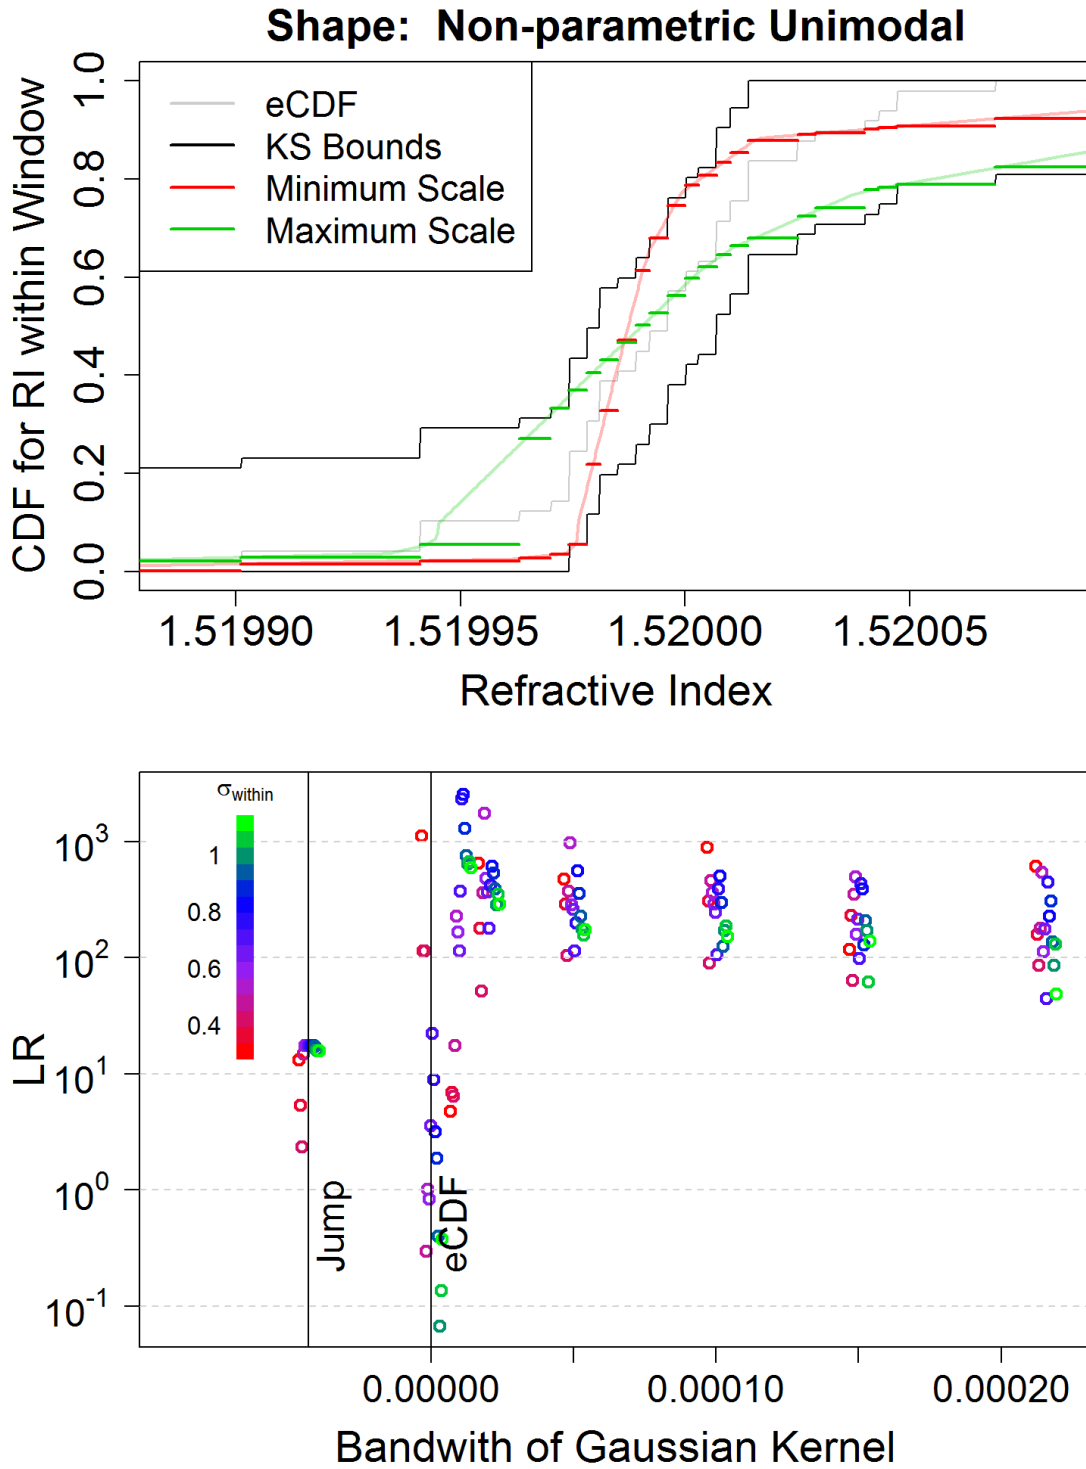 Shape: Non-parametric Unimodal
CDF for RI within Window
1.0
0.8
0.6
0.4
0.2
0.0
eCDF
KS Bounds
Minimum Scale
Maximum Scale
1.51990 1.51995 1.52000 1.52005
Refractive Index
LR
10^3
10^2
10^1
10^0
10^-1
σwithin
1
0.8
0.6
0.4
Jump
eCDF
0.00000 0.00010 0.00020
Bandwith of Gaussian Kernel